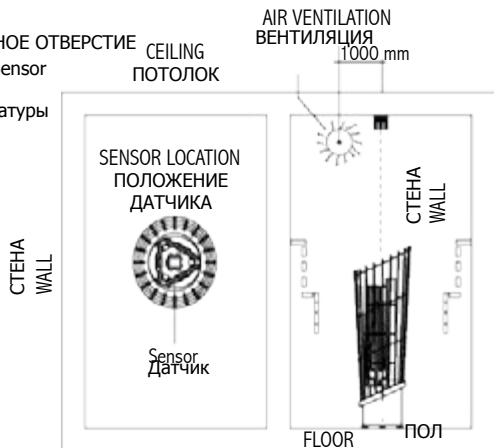 НОЕ ОТВЕРСТИЕ
ensor
атуры
CEILING
ПОТОЛОК
AIR VENTILATION
ВЕНТИЛЯЦИЯ
1000 mm
SENSOR LOCATION
ПОЛОЖЕНИЕ
ДАТЧИКА
СТЕНА
WALL
СТЕНА
WALL
Sensor
Датчик
FLOOR
ПОЛ